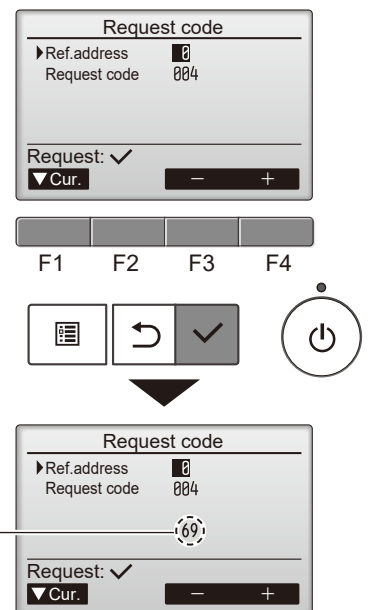 Request code
Ref.address 0
Request code 004
Request: ✓
▼Cur. − +
F1 F2 F3 F4
Request code
Ref.address 0
Request code 004
69
Request: ✓
▼Cur. − +